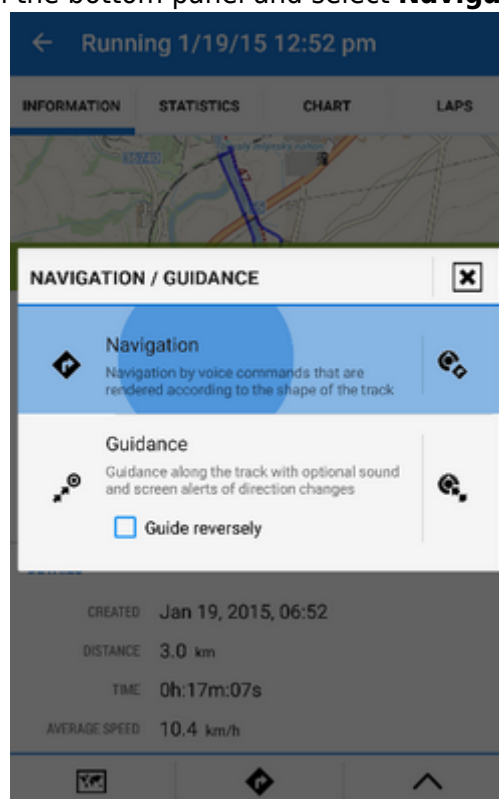 the bottom panel and select Naviga
Running 1/19/15 12:52 pm
INFORMATION STATISTICS CHART LAPS
36740
47
NAVIGATION / GUIDANCE
Navigation
Navigation by voice commands that are
rendered according to the shape of the track
Guidance
Guidance along the track with optional sound
and screen alerts of direction changes
Guide reversely
CREATED Jan 19, 2015, 06:52
DISTANCE 3.0 km
TIME 0h:17m:07s
AVERAGE SPEED 10.4 km/h